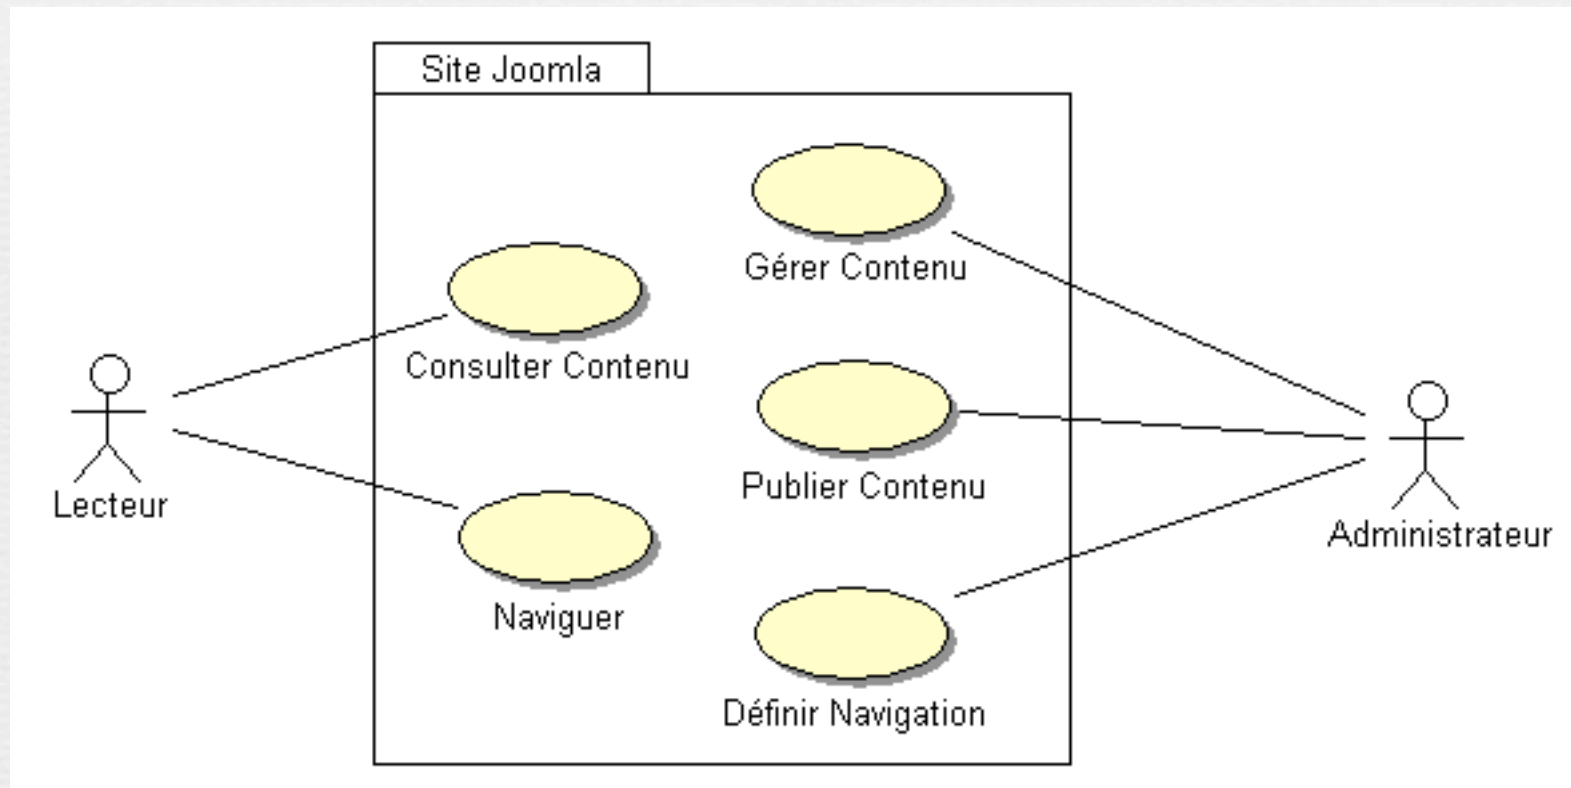 Site Joomla
Gérer Contenu
Consulter Contenu
Publier Contenu
Lecteur
Administrateur
Naviguer
Définir Navigation